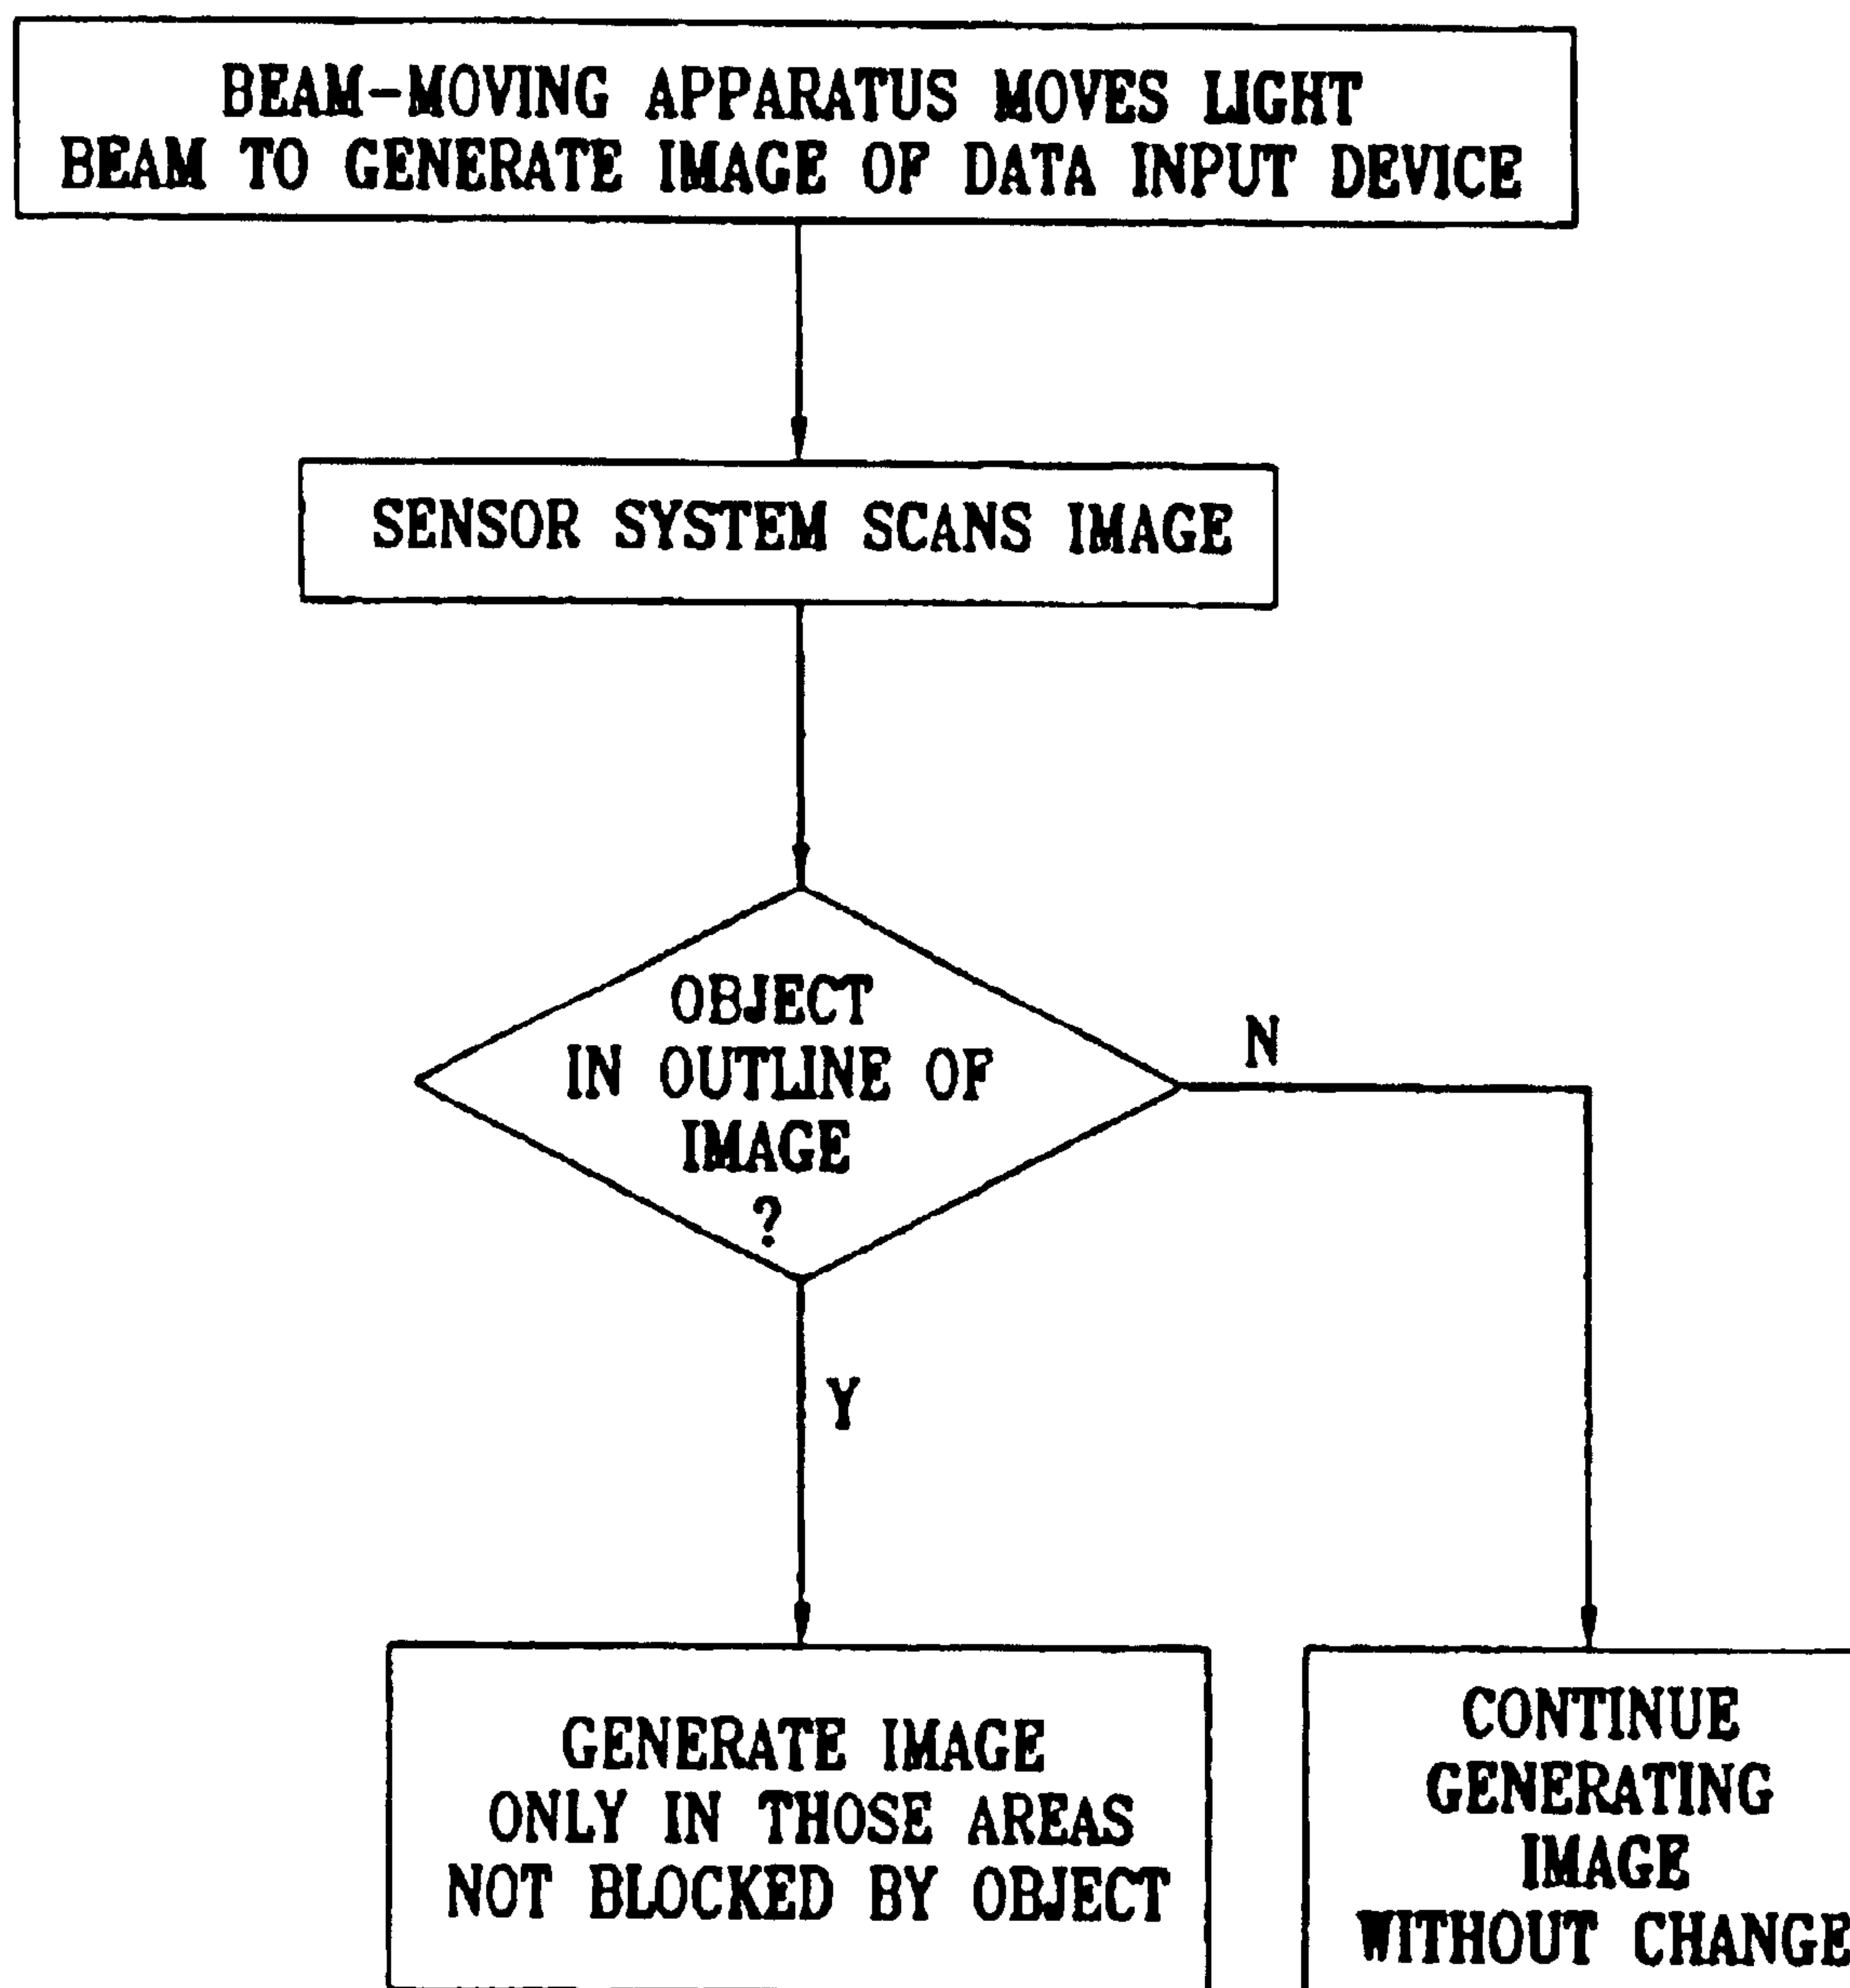 BEAM-MOVING APPARATUS MOVES LIGHT
BEAM TO GENERATE IMAGE OF DATA INPUT DEVICE
SENSOR SYSTEM SCANS IMAGE
OBJECT
IN OUTLINE OF
IMAGE
?
N
Y
GENERATE IMAGE
ONLY IN THOSE AREAS
NOT BLOCKED BY OBJECT
CONTINUE
GENERATING
IMAGE
WITHOUT CHANGE